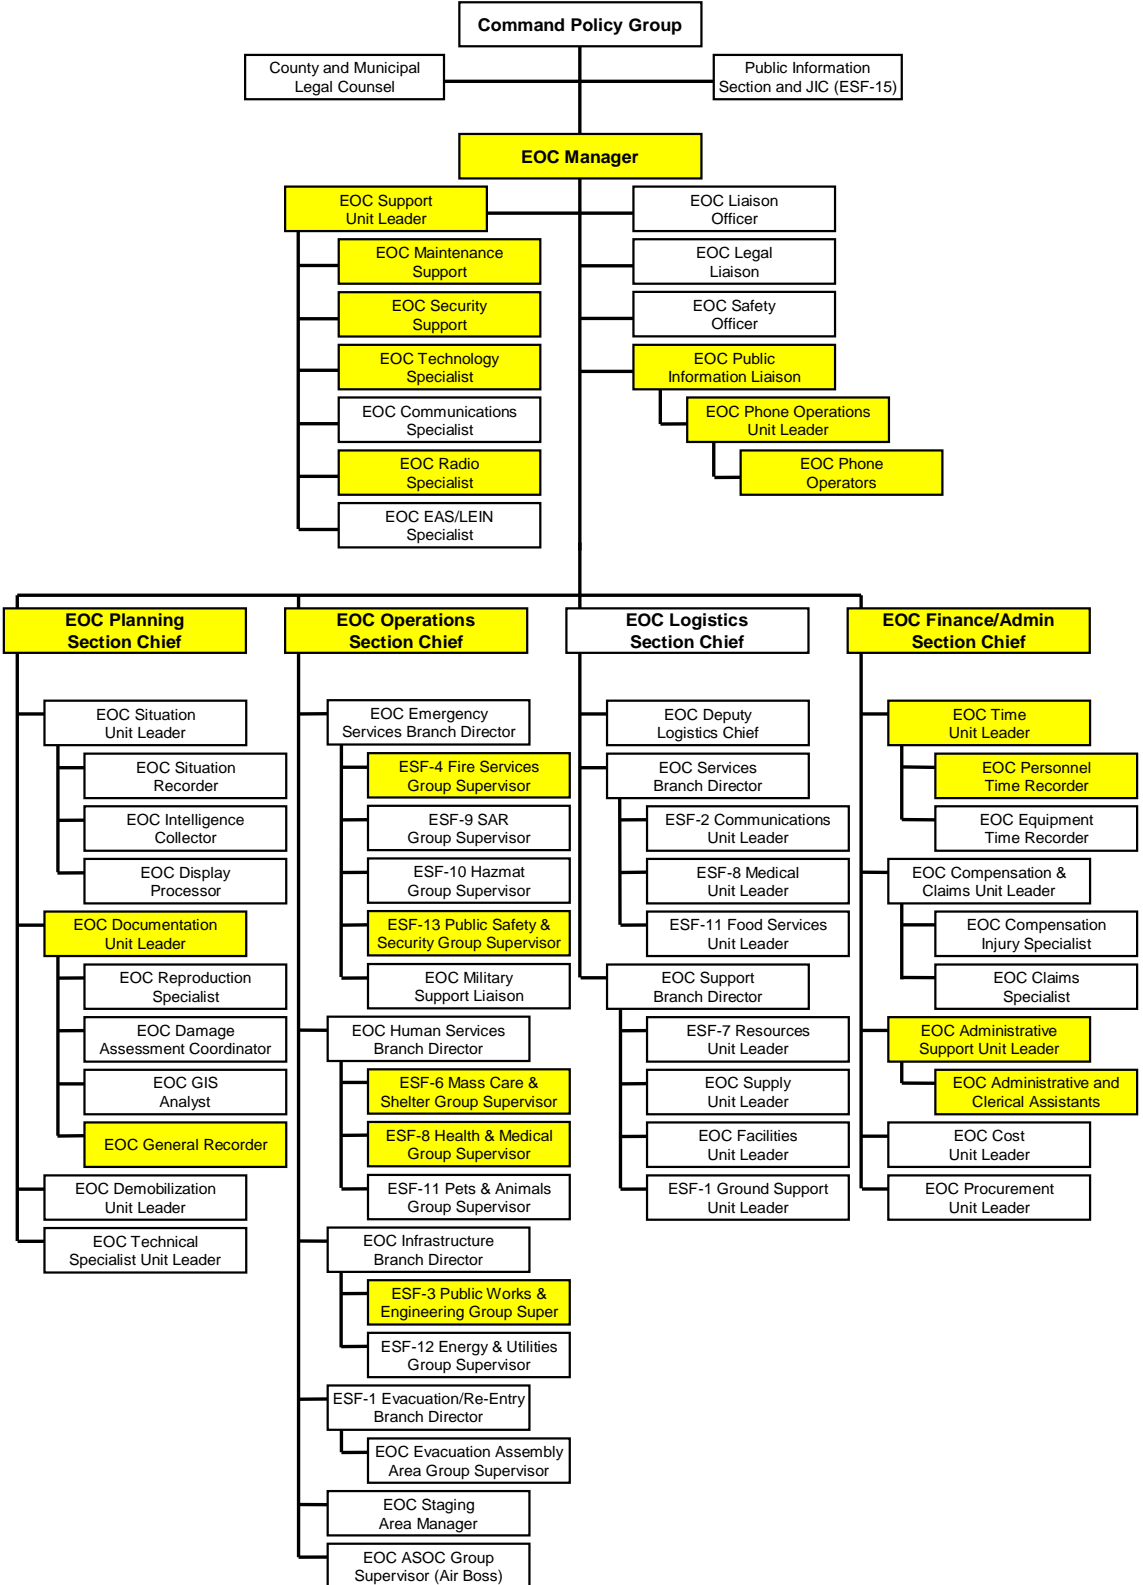 Command Policy Group
County and Municipal
Legal Counsel
Public Information
Section and JIC (ESF-15)
EOC Manager
EOC Support
Unit Leader
EOC Maintenance
Support
EOC Security
Support
EOC Technology
Specialist
EOC Communications
Specialist
EOC Radio
Specialist
EOC EAS/LEIN
Specialist
EOC Liaison
Officer
EOC Legal
Liaison
EOC Safety
Officer
EOC Public
Information Liaison
EOC Phone Operations
Unit Leader
EOC Phone
Operators
EOC Planning
Section Chief
EOC Situation
Unit Leader
EOC Situation
Recorder
EOC Intelligence
Collector
EOC Display
Processor
EOC Documentation
Unit Leader
EOC Reproduction
Specialist
EOC Damage
Assessment Coordinator
EOC GIS
Analyst
EOC General Recorder
EOC Demobilization
Unit Leader
EOC Technical
Specialist Unit Leader
EOC Operations
Section Chief
EOC Emergency
Services Branch Director
ESF-4 Fire Services
Group Supervisor
ESF-9 SAR
Group Supervisor
ESF-10 Hazmat
Group Supervisor
ESF-13 Public Safety &
Security Group Supervisor
EOC Military
Support Liaison
EOC Human Services
Branch Director
ESF-6 Mass Care &
Shelter Group Supervisor
ESF-8 Health & Medical
Group Supervisor
ESF-11 Pets & Animals
Group Supervisor
EOC Infrastructure
Branch Director
ESF-3 Public Works &
Engineering Group Super
ESF-12 Energy & Utilities
Group Supervisor
ESF-1 Evacuation/Re-Entry
Branch Director
EOC Evacuation Assembly
Area Group Supervisor
EOC Staging
Area Manager
EOC ASOC Group
Supervisor (Air Boss)
EOC Logistics
Section Chief
EOC Deputy
Logistics Chief
EOC Services
Branch Director
ESF-2 Communications
Unit Leader
ESF-8 Medical
Unit Leader
ESF-11 Food Services
Unit Leader
EOC Support
Branch Director
ESF-7 Resources
Unit Leader
EOC Supply
Unit Leader
EOC Facilities
Unit Leader
ESF-1 Ground Support
Unit Leader
EOC Finance/Admin
Section Chief
EOC Time
Unit Leader
EOC Personnel
Time Recorder
EOC Equipment
Time Recorder
EOC Compensation &
Claims Unit Leader
EOC Compensation
Injury Specialist
EOC Claims
Specialist
EOC Administrative
Support Unit Leader
EOC Administrative and
Clerical Assistants
EOC Cost
Unit Leader
EOC Procurement
Unit Leader